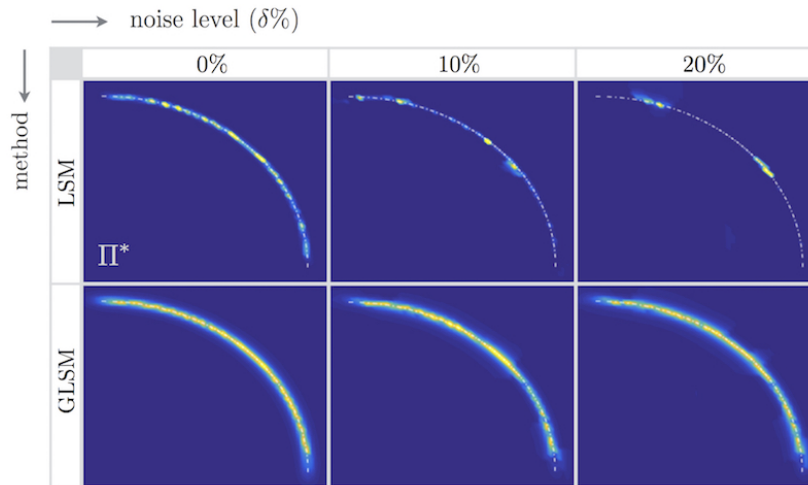 noise level (δ%)
method
0% 10% 20%
LSM
Π*
GLSM